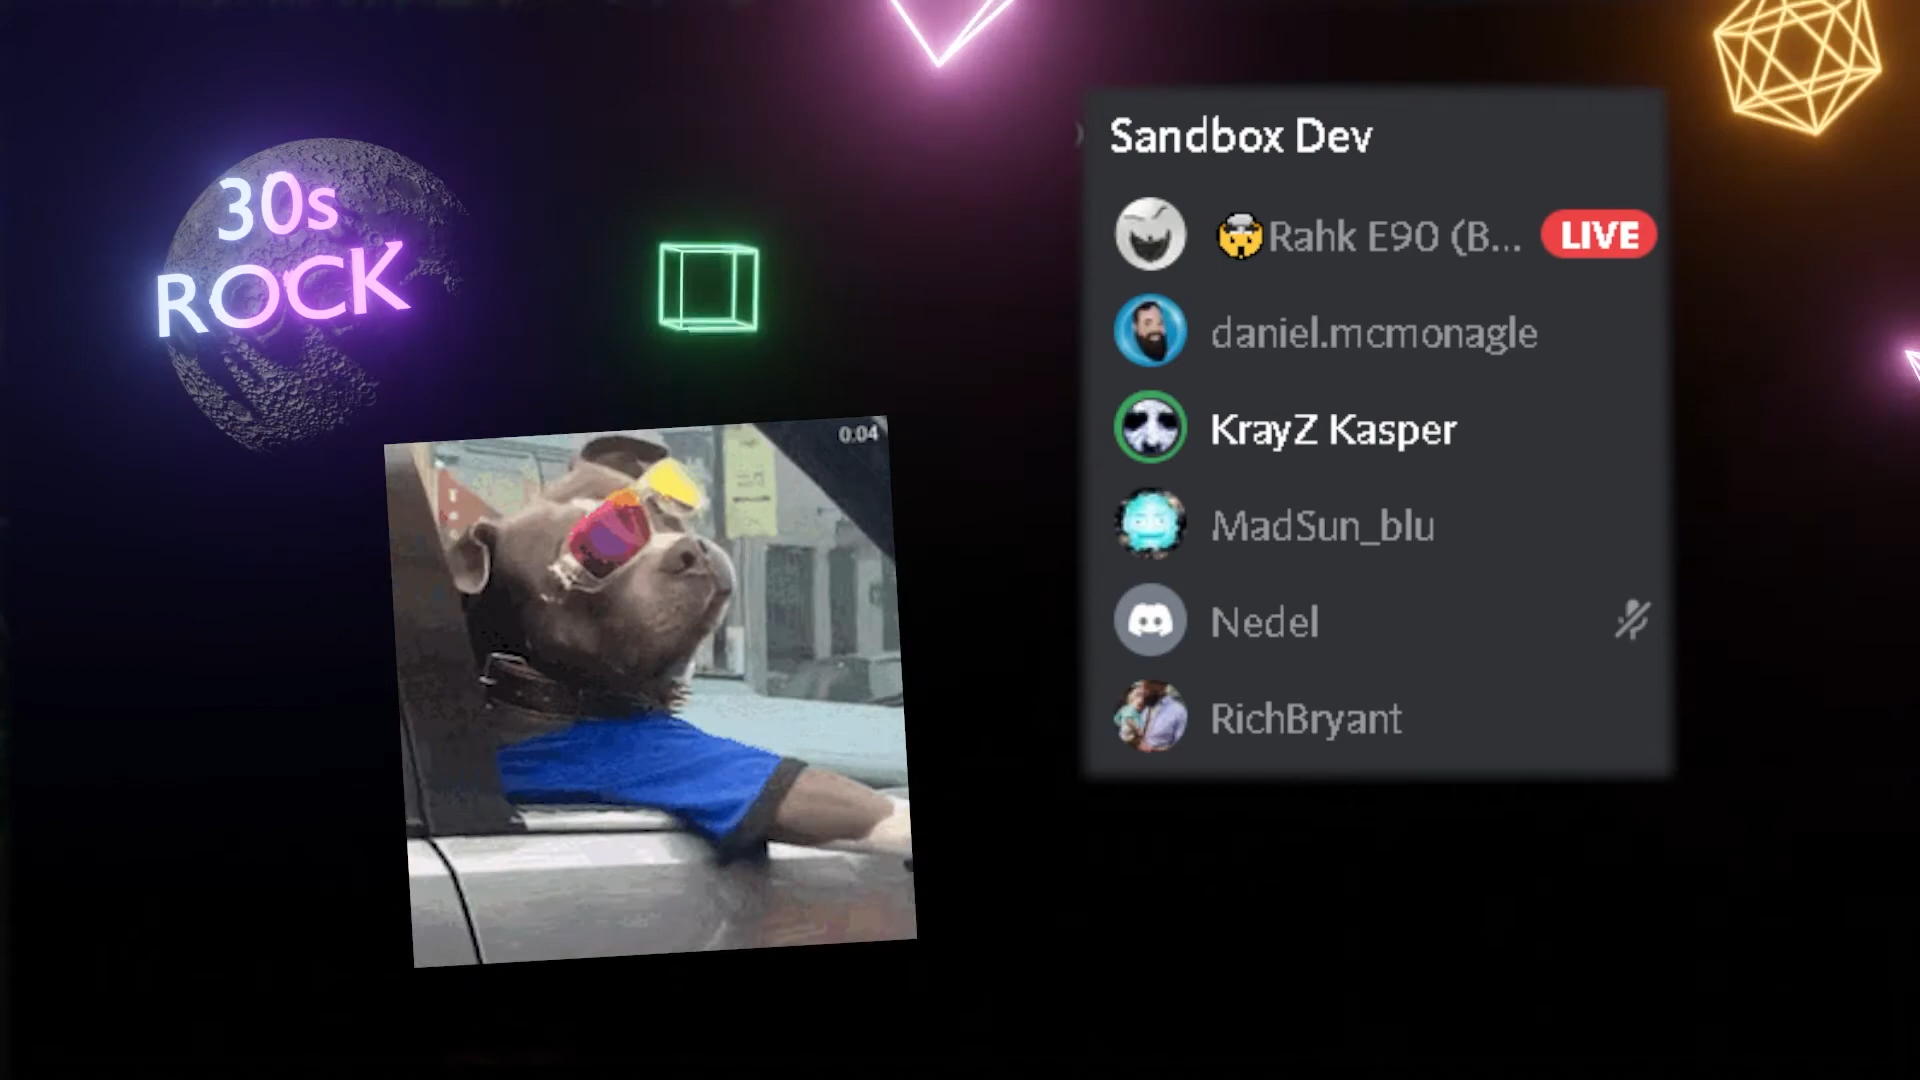 30s
ROCK
0:04
Sandbox Dev
Rahk E90 (B... LIVE
daniel.mcmonagle
KrayZ Kasper
MadSun_blu
Nedel
RichBryant